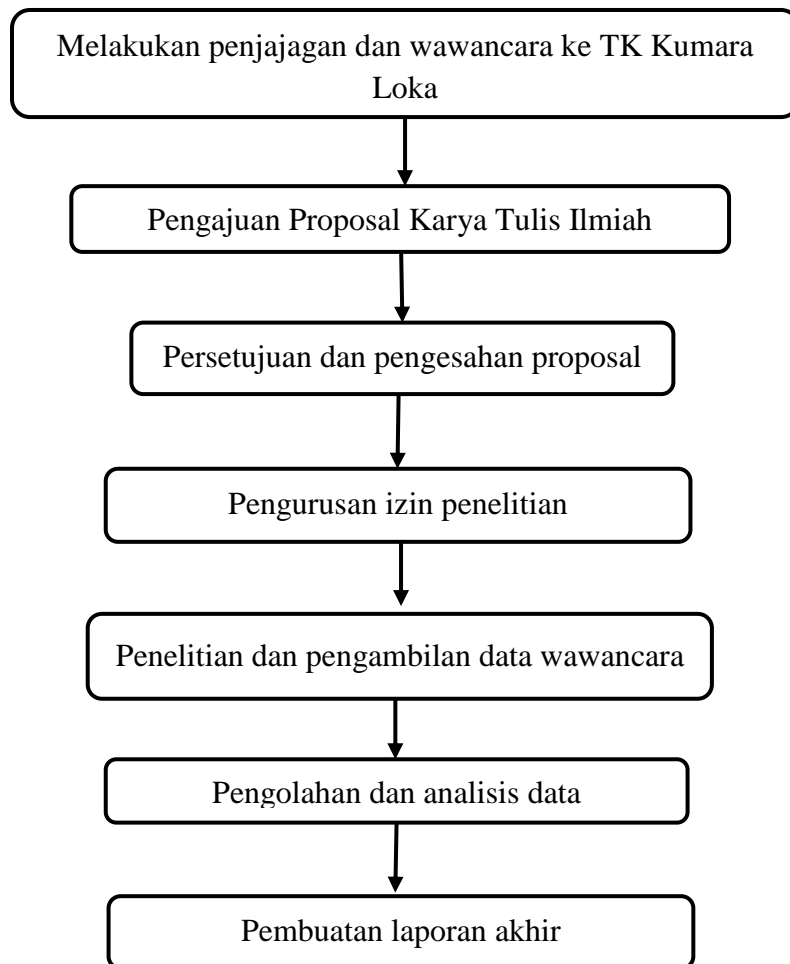 Melakukan penjajagan dan wawancara ke TK Kumara
Loka
Pengajuan Proposal Karya Tulis Ilmiah
Persetujuan dan pengesahan proposal
Pengurusan izin penelitian
Penelitian dan pengambilan data wawancara
Pengolahan dan analisis data
Pembuatan laporan akhir